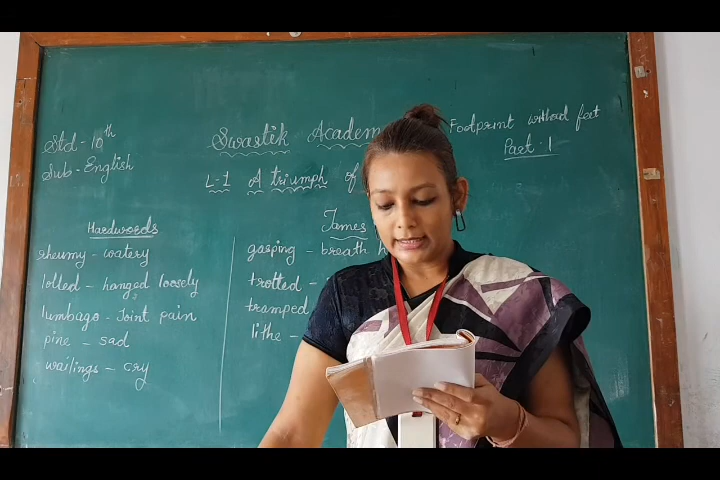 Std - 10th
Sub - English
Swastik Academ
Footprint without feet
Part - 1
L-1 A triumph of
Hardwords
rheumy - watery
lolled - hanged loosely
lumbago - Joint pain
pine - sad
wailings - cry
James
gasping - breath h
trotted -
tramped
lithe -